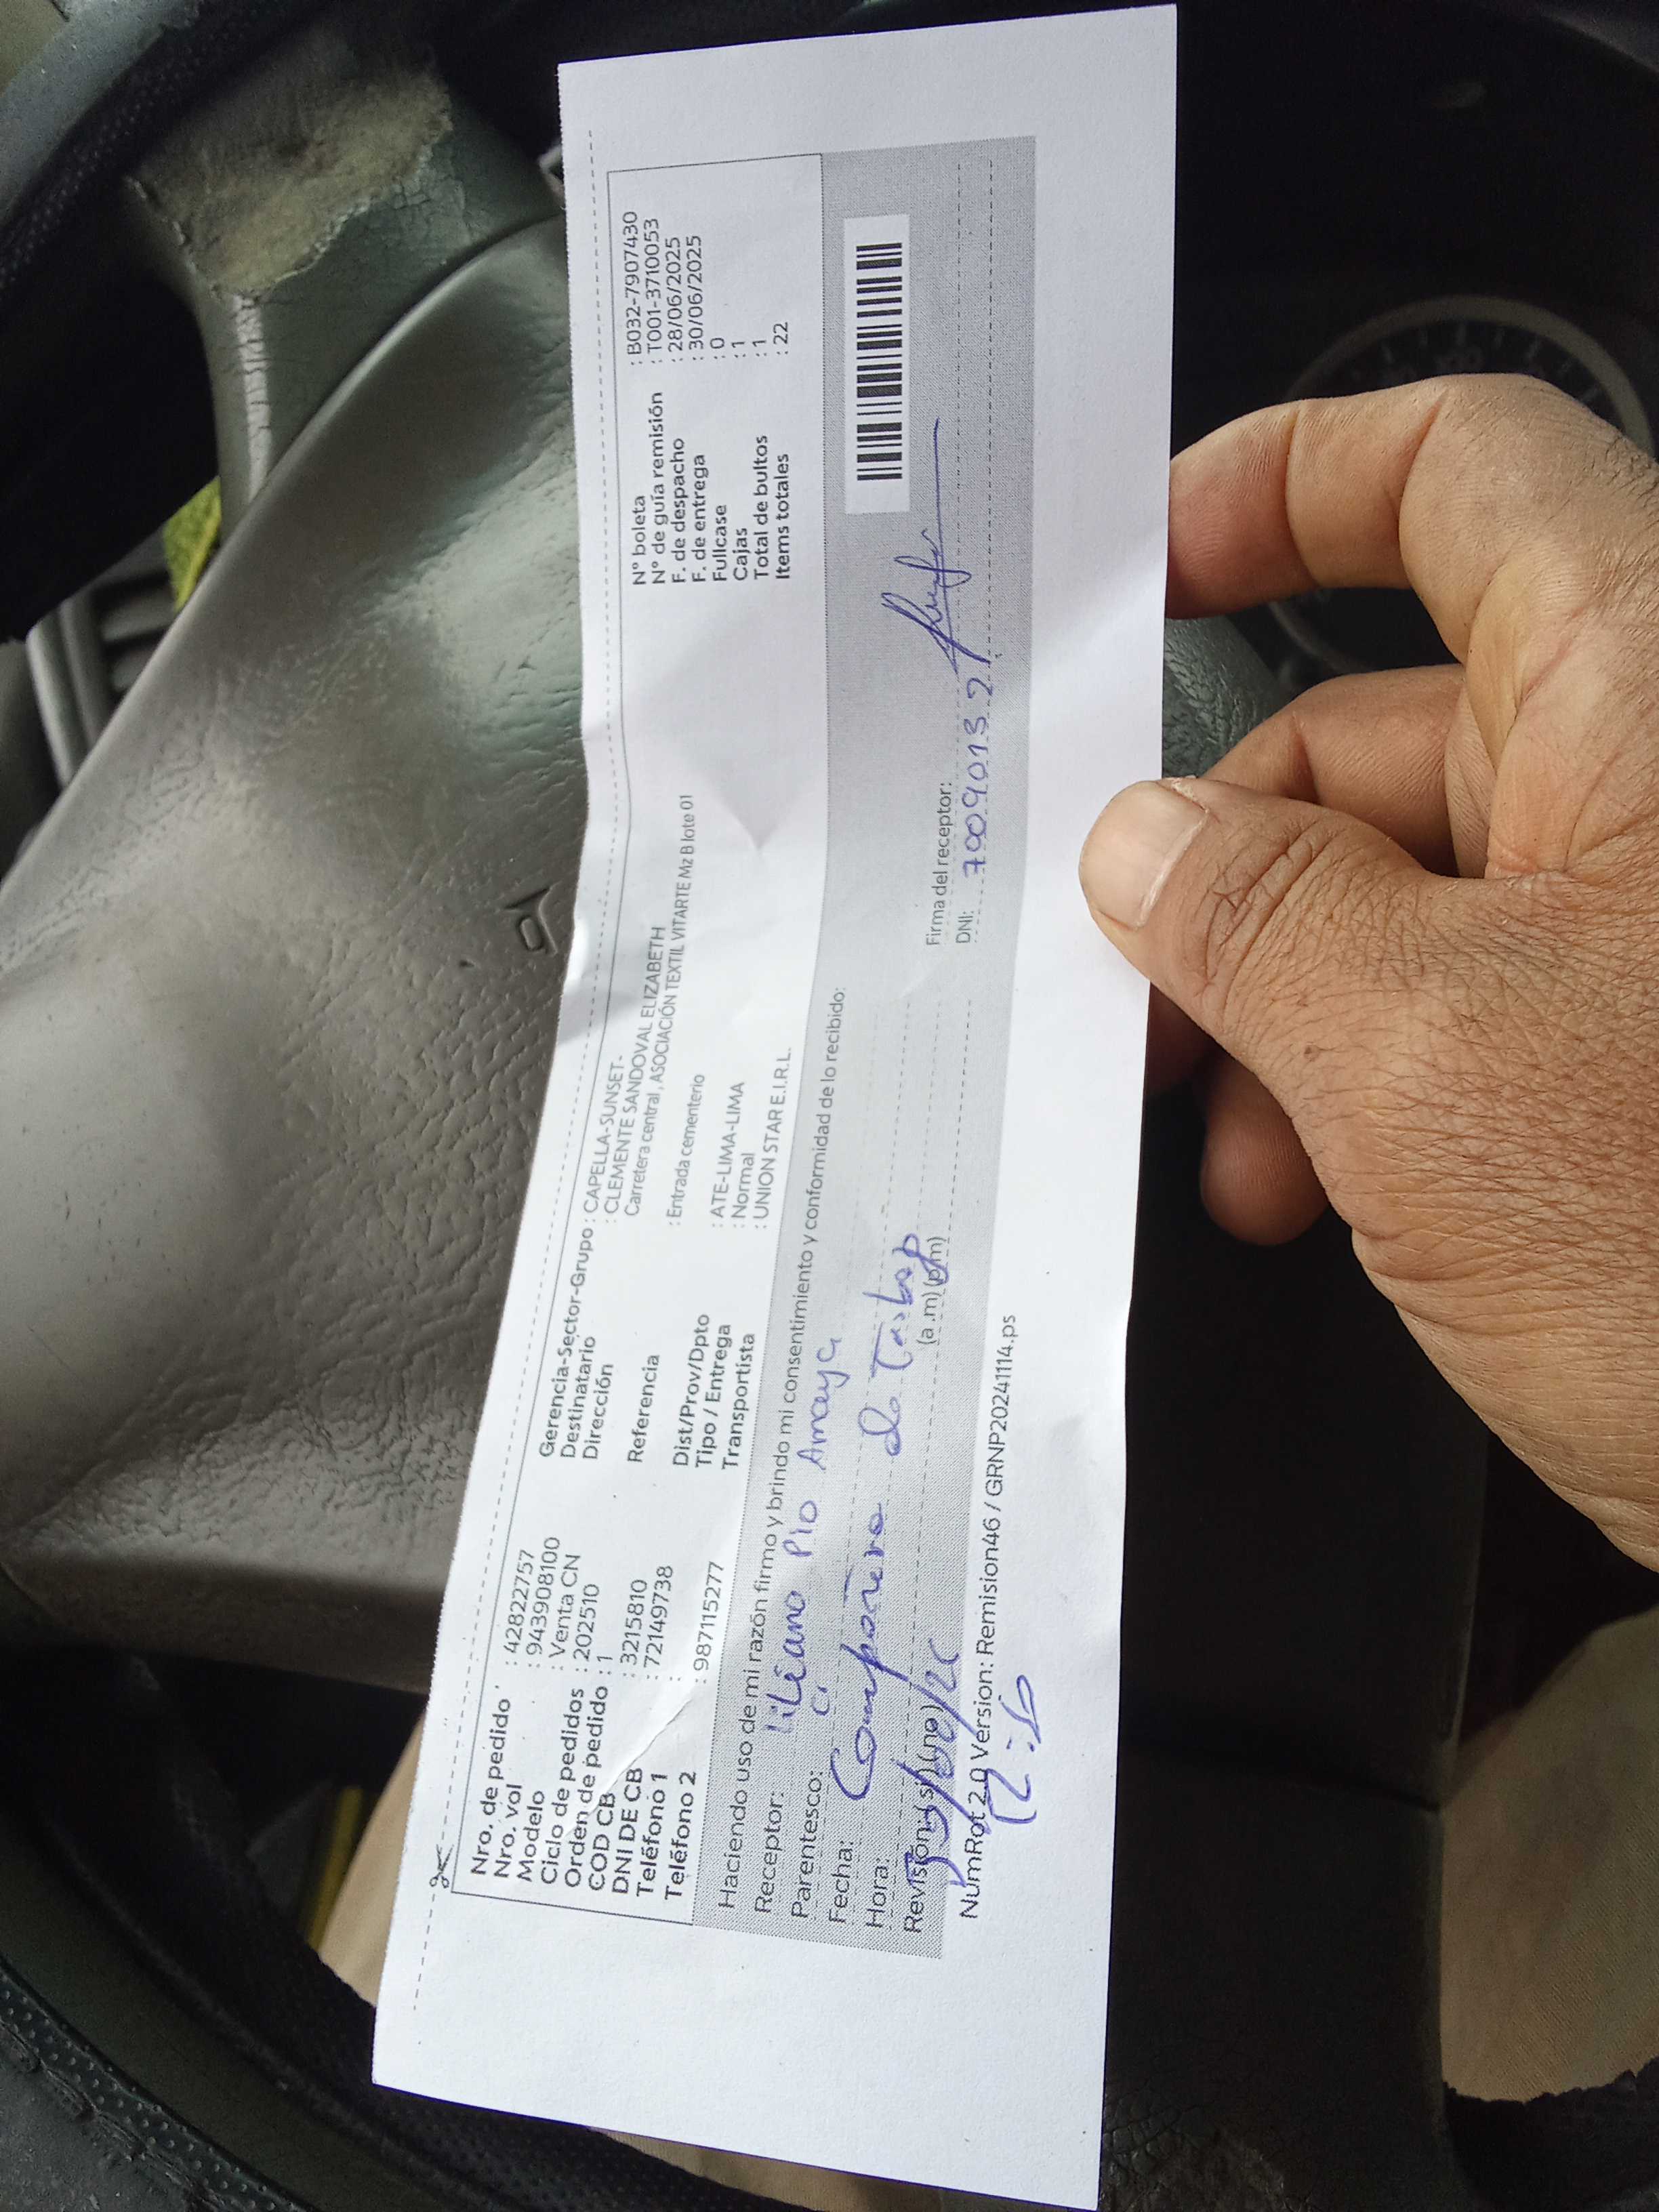 Nro. de pedido : 42822757
Nro. vol : 943908100
Modelo : Venta CN
Ciclo de pedidos : 202510
Orden de pedido : 1
COD CB : 3215810
DNI DE CB : 72149738
Teléfono 1 :
Teléfono 2 : 987115277
Gerencia-Sector-Grupo : CAPELLA-SUNSET-
Destinatario : CLEMENTE SANDOVAL ELIZABETH
Dirección Carretera central, ASOCIACIÓN TEXTIL VITARTE Mz B lote 01
Referencia : Entrada cementerio
Dist/Prov/Dpto : ATE-LIMA-LIMA
Tipo / Entrega : Normal
Transportista : UNION STAR E.I.R.L.
N° boleta : B032-7907430
N° de guía remisión : T001-3710053
F. de despacho : 28/06/2025
F. de entrega : 30/06/2025
Fullcase : 0
Cajas : 1
Total de bultos : 1
Items totales : 22
Haciendo uso de mi razón firmo y brindo mi consentimiento y conformidad de lo recibido:
Receptor: Liliana Pio Amaya
Parentesco:
Compañera de
Fecha:
Hora: (a .m) (p.m)
Revisión: (si) (no)
Firma del receptor:
DNI: 70090132
NumRot 2.0 Version: Remision46 / GRNP20241114.ps